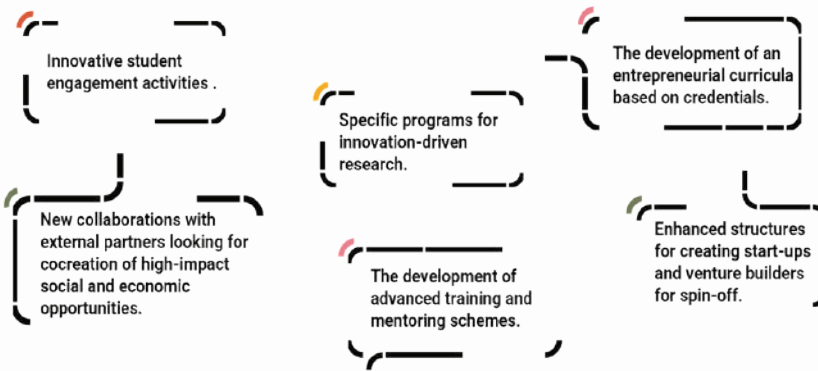 Innovative student
engagement activities .
Specific programs for
innovation-driven
research.
The development of an
entrepreneurial curricula
based on credentials.
New collaborations with
external partners looking for
cocreation of high-impact
social and economic
opportunities.
The development of
advanced training and
mentoring schemes.
Enhanced structures
for creating start-ups
and venture builders
for spin-off.